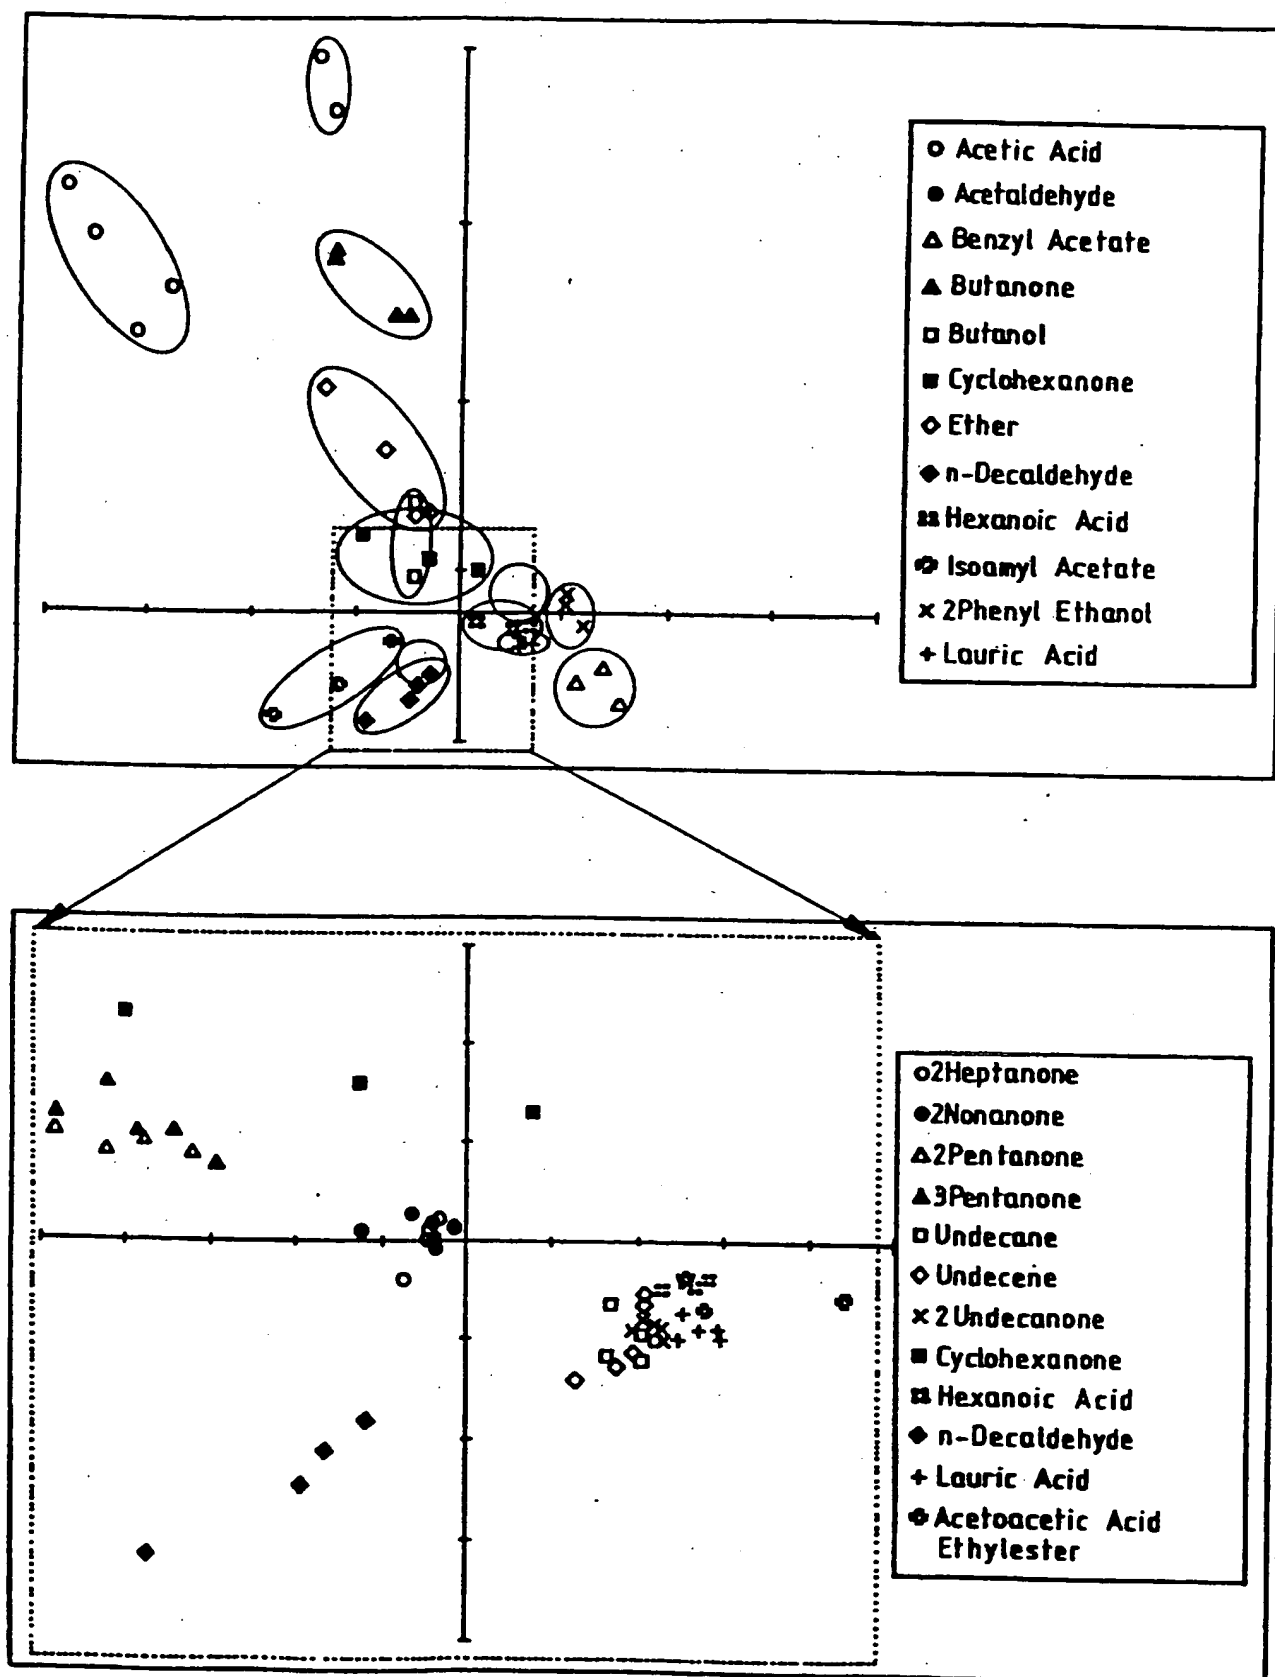 Acetic Acid
Acetaldehyde
Benzyl Acetate
Butanone
Butanol
Cyclohexanone
Ether
n-Decaldehyde
Hexanoic Acid
Isoamyl Acetate
2Phenyl Ethanol
Lauric Acid
2Heptanone
2Nonanone
2Pentanone
3Pentanone
Undecane
Undecene
2Undecanone
Cyclohexanone
Hexanoic Acid
n-Decaldehyde
Lauric Acid
Acetoacetic Acid
Ethylester